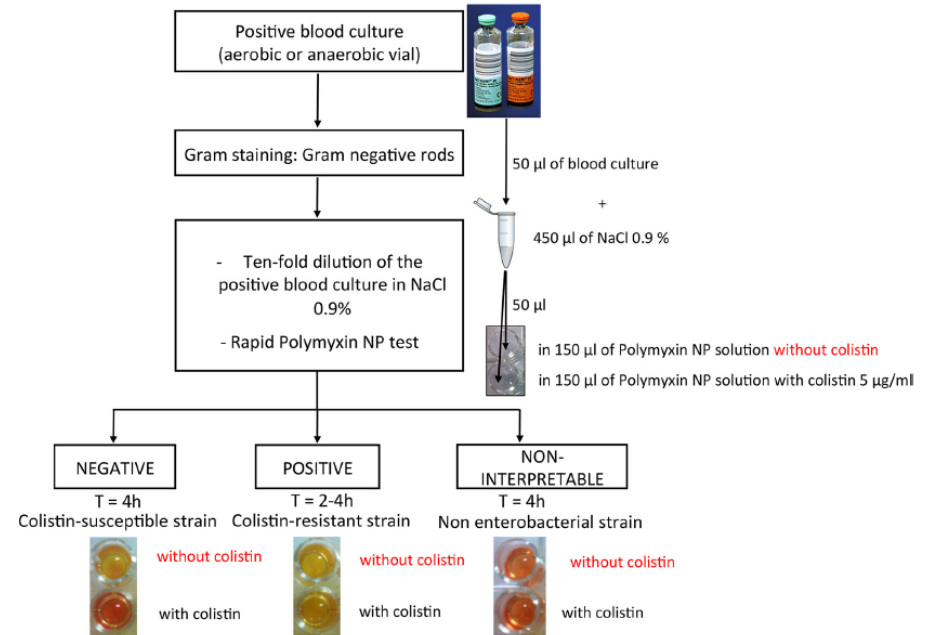 Positive blood culture
(aerobic or anaerobic vial)
Gram staining: Gram negative rods
50 µl of blood culture
+
450 µl of NaCl 0.9 %
- Ten-fold dilution of the
positive blood culture in NaCl
0.9%
- Rapid Polymyxin NP test
50 µl
in 150 µl of Polymyxin NP solution without colistin
in 150 µl of Polymyxin NP solution with colistin 5 µg/ml
NEGATIVE
T = 4h
Colistin-susceptible strain
without colistin
with colistin
POSITIVE
T = 2-4h
Colistin-resistant strain
without colistin
with colistin
NON-
INTERPRETABLE
T = 4h
Non enterobacterial strain
without colistin
with colistin